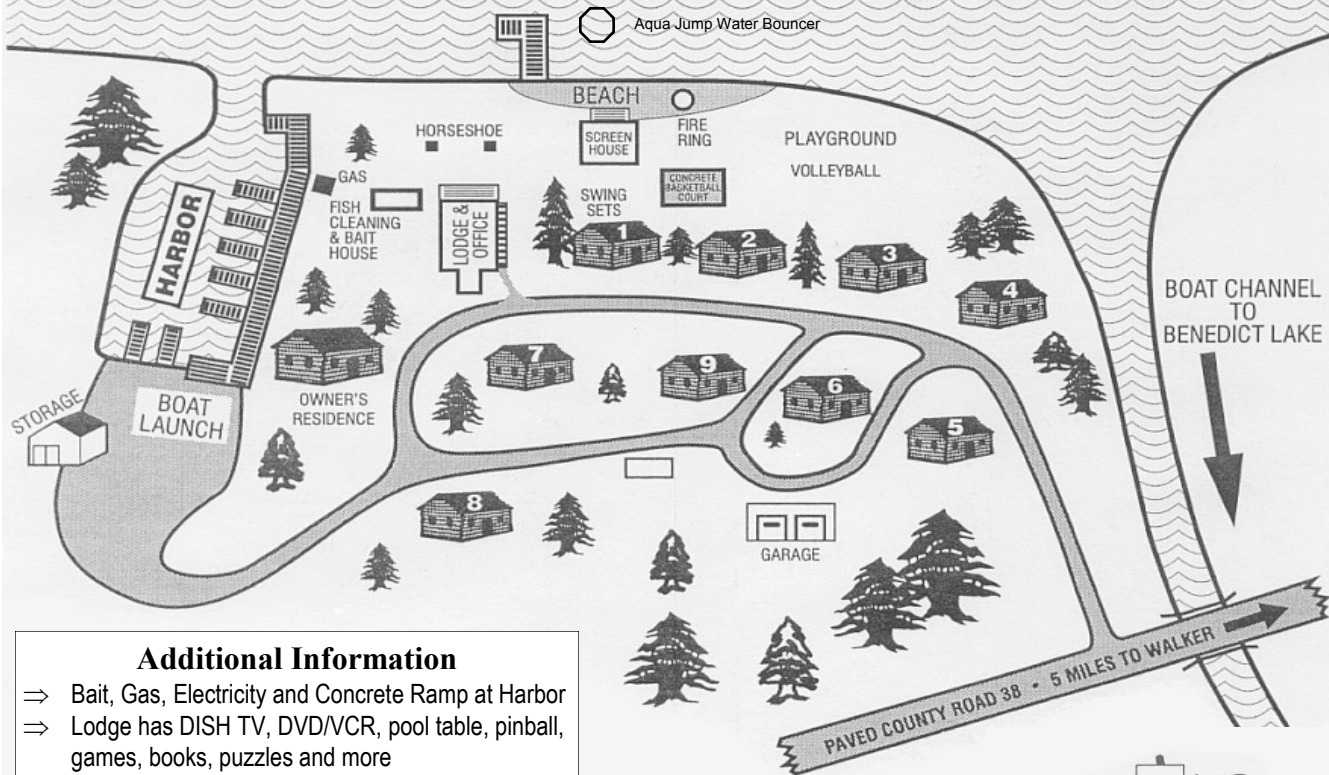 Aqua Jump Water Bouncer
BEACH
HORSESHOE
SCREEN
HOUSE
FIRE
RING
PLAYGROUND
VOLLEYBALL
GAS
CONCRETE
BASKETBALL
COURT
HARBOR
FISH
CLEANING
& BAIT
HOUSE
LODGE &
OFFICE
SWING
SETS
1
2
3
4
BOAT CHANNEL
TO
BENEDICT LAKE
7
9
6
5
STORAGE
BOAT
LAUNCH
OWNER'S
RESIDENCE
8
GARAGE
PAVED COUNTY ROAD 38 - 5 MILES TO WALKER
Additional Information
⇒ Bait, Gas, Electricity and Concrete Ramp at Harbor
⇒ Lodge has DISH TV, DVD/VCR, pool table, pinball,
games, books, puzzles and more